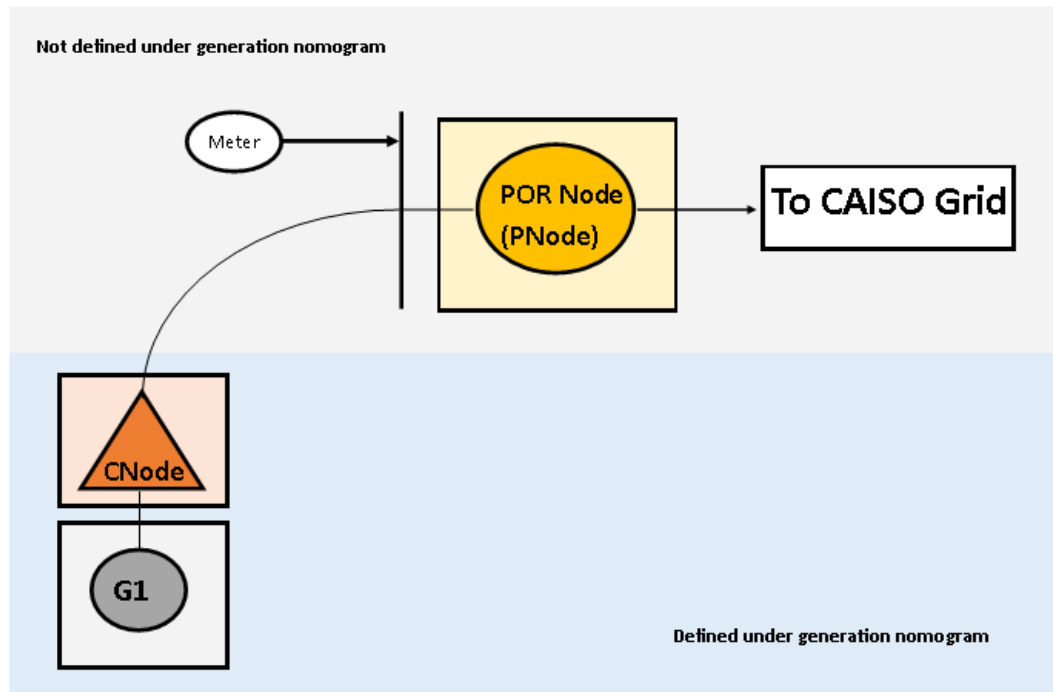 Not defined under generation nomogram
Meter
POR Node
(PNode)
To CAISO Grid
CNode
G1
Defined under generation nomogram